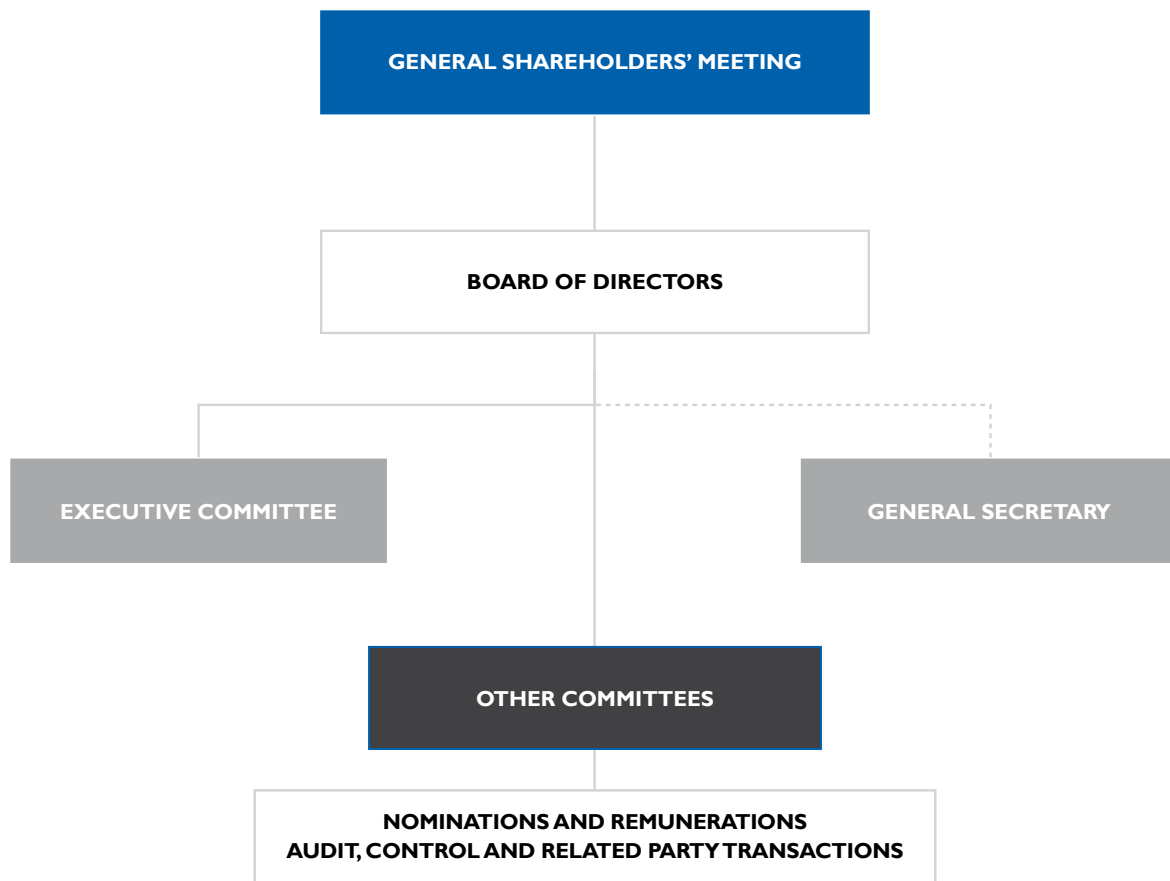 GENERAL SHAREHOLDERS’ MEETING
BOARD OF DIRECTORS
EXECUTIVE COMMITTEE
GENERAL SECRETARY
OTHER COMMITTEES
NOMINATIONS AND REMUNERATIONS
AUDIT, CONTROL AND RELATED PARTY TRANSACTIONS